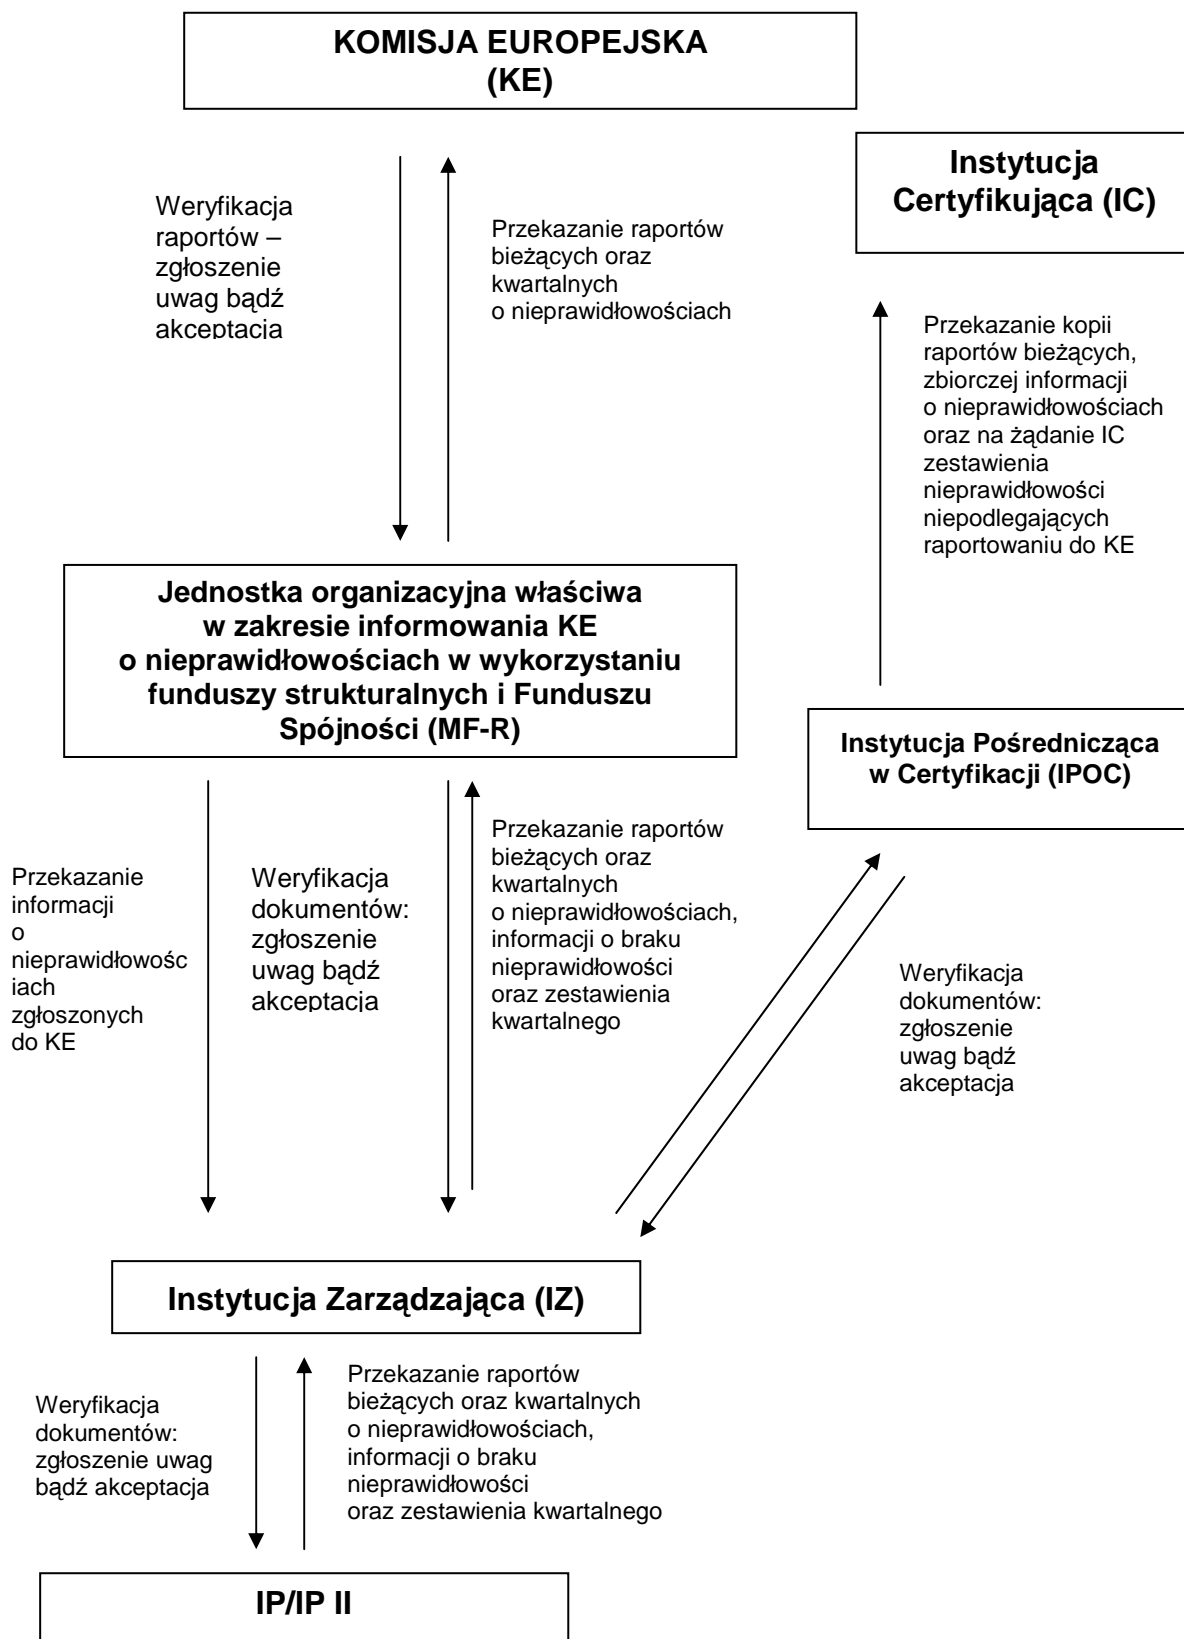 KOMISJA EUROPEJSKA
(KE)
Instytucja
Certyfikująca (IC)
Weryfikacja
raportów –
zgłoszenie
uwag bądź
akceptacja
Przekazanie raportów
bieżących oraz
kwartalnych
o nieprawidłowościach
Przekazanie kopii
raportów bieżących,
zbiorczej informacji
o nieprawidłowościach
oraz na żądanie IC
zestawienia
nieprawidłowości
niepodlegających
raportowaniu do KE
Jednostka organizacyjna właściwa
w zakresie informowania KE
o nieprawidłowościach w wykorzystaniu
funduszy strukturalnych i Funduszu
Spójności (MF-R)
Instytucja Pośrednicząca
w Certyfikacji (IPOC)
Przekazanie
informacji
o
nieprawidłowośc
iach
zgłoszonych
do KE
Weryfikacja
dokumentów:
zgłoszenie
uwag bądź
akceptacja
Przekazanie raportów
bieżących oraz
kwartalnych
o nieprawidłowościach,
informacji o braku
nieprawidłowości
oraz zestawienia
kwartalnego
Weryfikacja
dokumentów:
zgłoszenie
uwag bądź
akceptacja
Instytucja Zarządzająca (IZ)
Weryfikacja
dokumentów:
zgłoszenie uwag
bądź akceptacja
Przekazanie raportów
bieżących oraz kwartalnych
o nieprawidłowościach,
informacji o braku
nieprawidłowości
oraz zestawienia kwartalnego
IP/IP II